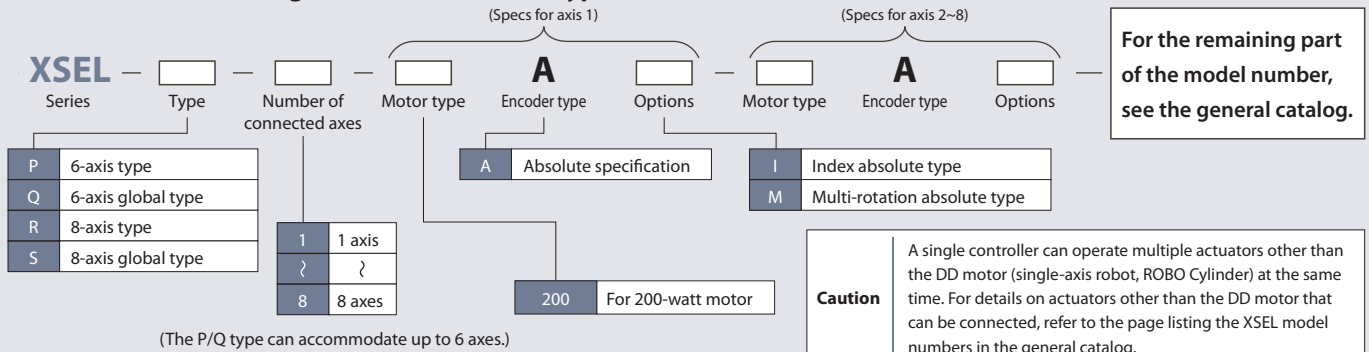 (Specs for axis 1) (Specs for axis 2~8)
XSEL — — — A — A —
Series Type Number of connected axes Motor type Encoder type Options Motor type Encoder type Options
For the remaining part
of the model number,
see the general catalog.
P 6-axis type
Q 6-axis global type
R 8-axis type
S 8-axis global type
1 1 axis
≀ ≀
8 8 axes
(The P/Q type can accommodate up to 6 axes.)
A Absolute specification
200 For 200-watt motor
I Index absolute type
M Multi-rotation absolute type
Caution
A single controller can operate multiple actuators other than
the DD motor (single-axis robot, ROBO Cylinder) at the same
time. For details on actuators other than the DD motor that
can be connected, refer to the page listing the XSEL model
numbers in the general catalog.